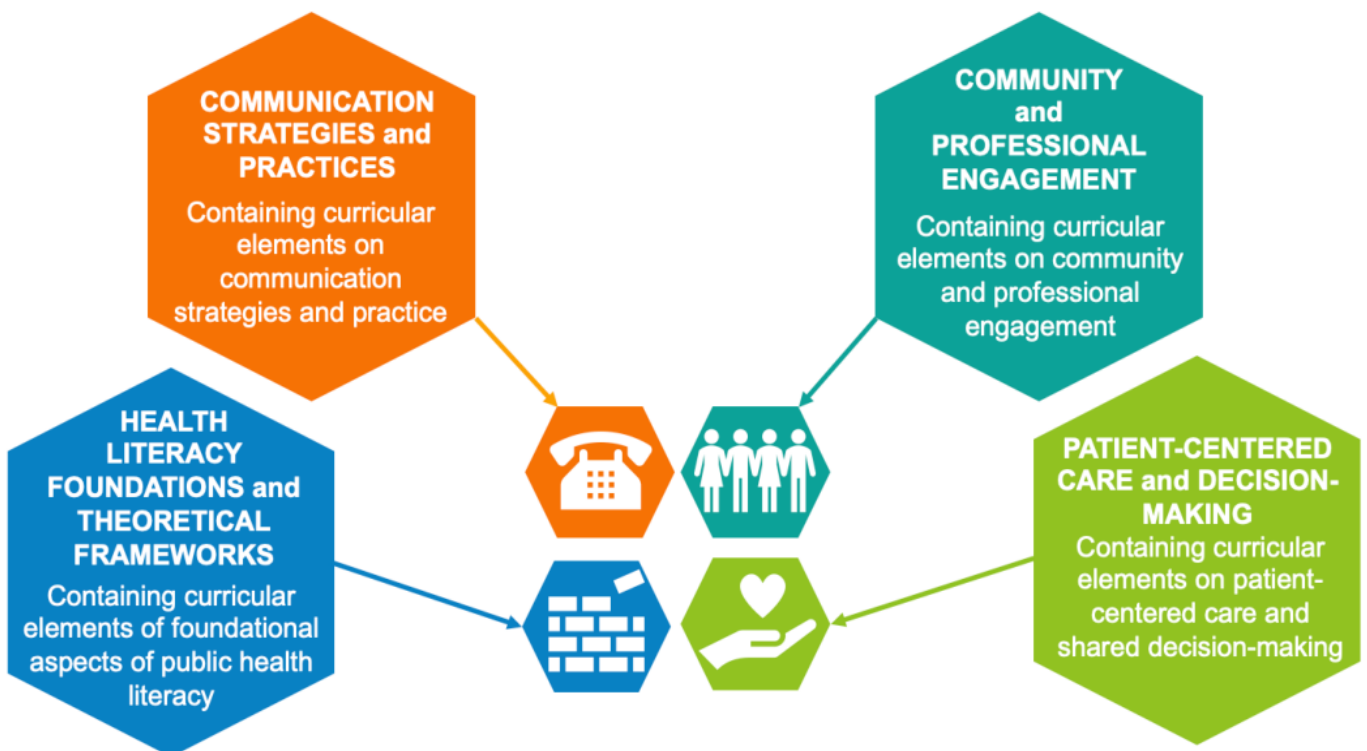 COMMUNICATION
STRATEGIES and
PRACTICES
Containing curricular
elements on
communication
strategies and practice
COMMUNITY
and
PROFESSIONAL
ENGAGEMENT
Containing curricular
elements on community
and professional
engagement
HEALTH
LITERACY
FOUNDATIONS and
THEORETICAL
FRAMEWORKS
Containing curricular
elements of foundational
aspects of public health
literacy
PATIENT-CENTERED
CARE and DECISION-
MAKING
Containing curricular
elements on patient-
centered care and
shared decision-making